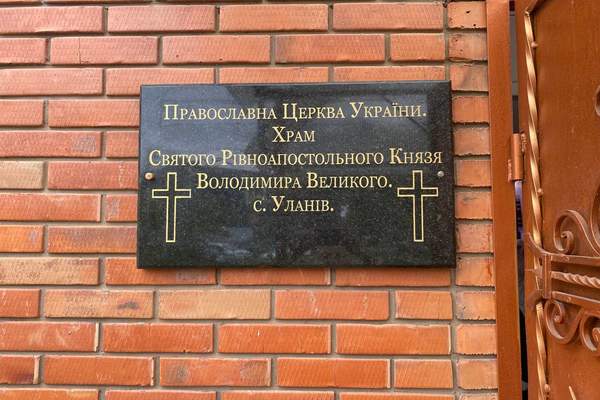 Православна Церква України.
Храм
Святого Рівноапостольного Князя
Володимира Великого.
с. Уланів.